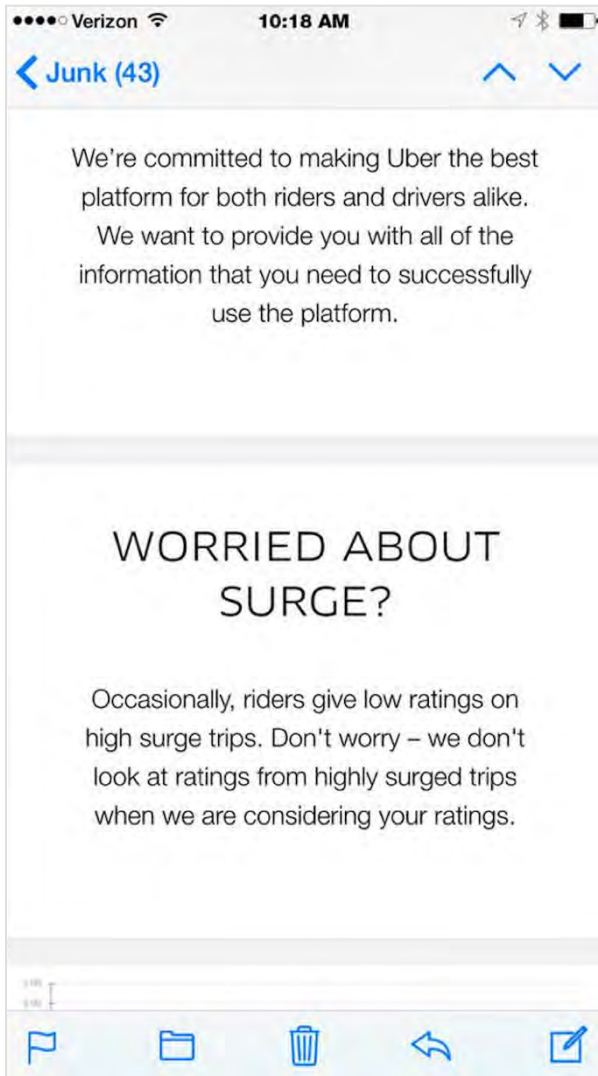 Verizon 10:18 AM
Junk (43)
We're committed to making Uber the best
platform for both riders and drivers alike.
We want to provide you with all of the
information that you need to successfully
use the platform.
WORRIED ABOUT
SURGE?
Occasionally, riders give low ratings on
high surge trips. Don't worry – we don't
look at ratings from highly surged trips
when we are considering your ratings.